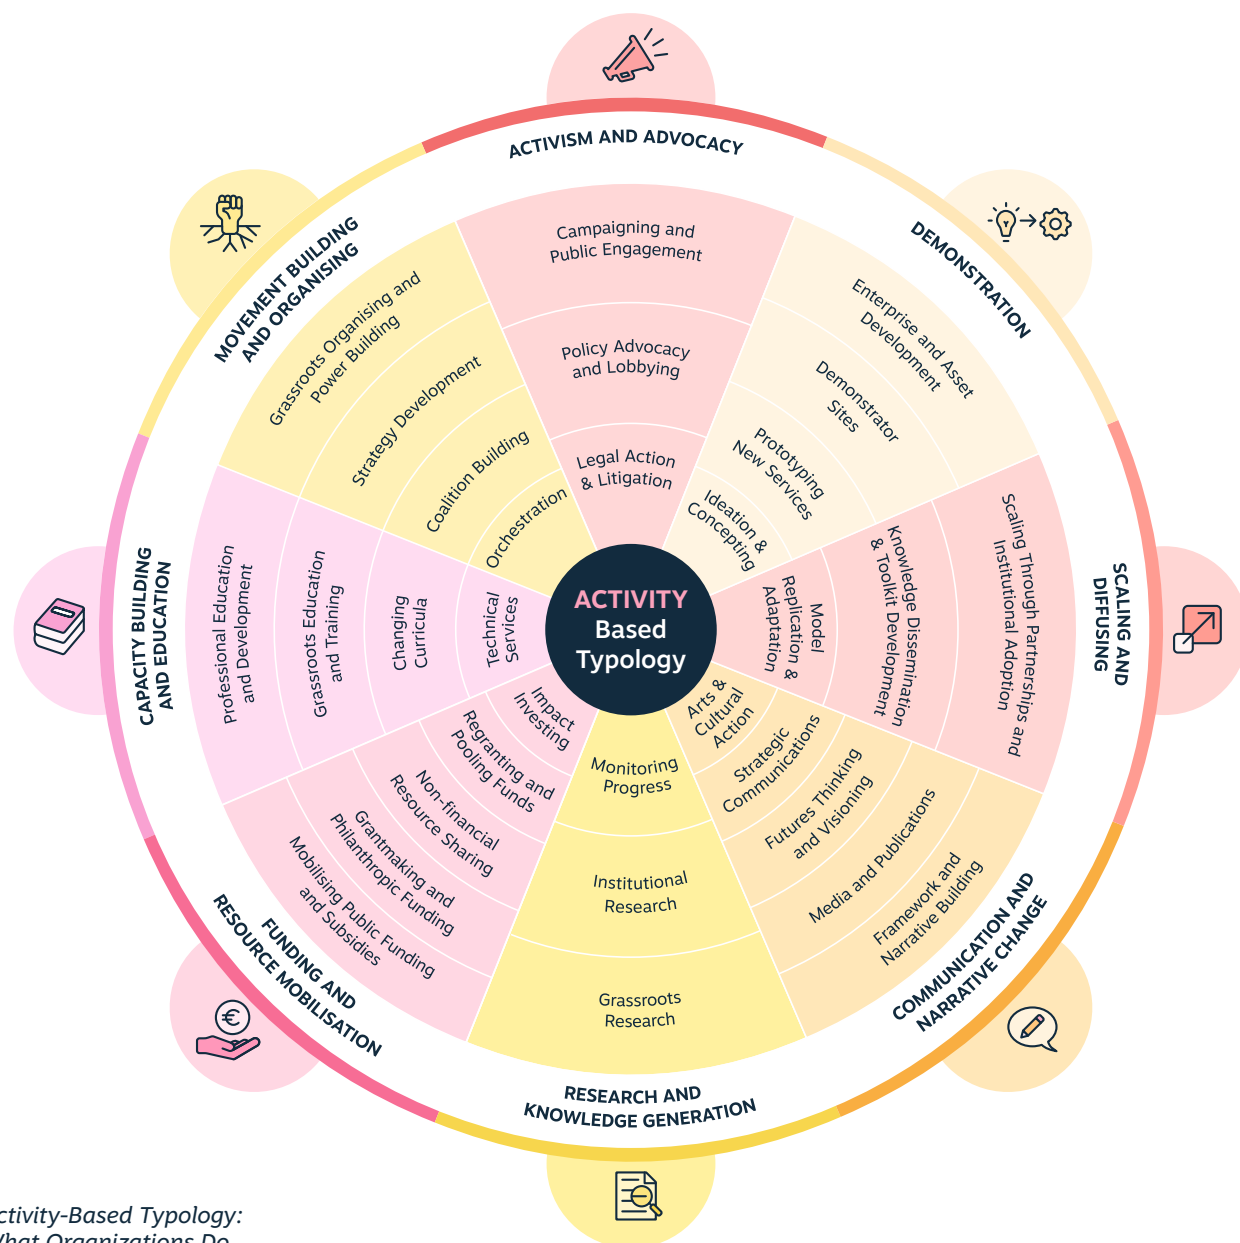 ACTIVISM AND ADVOCACY
Campaigning and
Public Engagement
Policy Advocacy
and Lobbying
Legal Action
& Litigation
DEMONSTRATION
Enterprise and Asset
Development
Demonstrator
Sites
Prototyping
New Services
Ideation &
Concepting
SCALING AND
DIFFUSING
Scaling Through Partnerships and
Institutional Adoption
Knowledge Dissemination
& Toolkit Development
Model
Replication &
Adaptation
COMMUNICATION AND
NARRATIVE CHANGE
Arts &
Cultural
Action
Strategic
Communications
Futures Thinking
and Visioning
Media and Publications
Framework and
Narrative Building
RESEARCH AND
KNOWLEDGE GENERATION
Monitoring
Progress
Institutional
Research
Grassroots
Research
FUNDING AND
RESOURCE MOBILISATION
Impact
Investing
Regranting and
Pooling Funds
Non-financial
Resource Sharing
Grantmaking and
Philanthropic Funding
Mobilising Public Funding
and Subsidies
€
CAPACITY BUILDING
AND EDUCATION
Professional Education
and Development
Grassroots Education
and Training
Changing
Curricula
Technical
Services
MOVEMENT BUILDING
AND ORGANISING
Grassroots Organising and
Power Building
Strategy Development
Coalition Building
Orchestration
ACTIVITY
Based
Typology
ctivity-Based Typology:
What Organizations Do